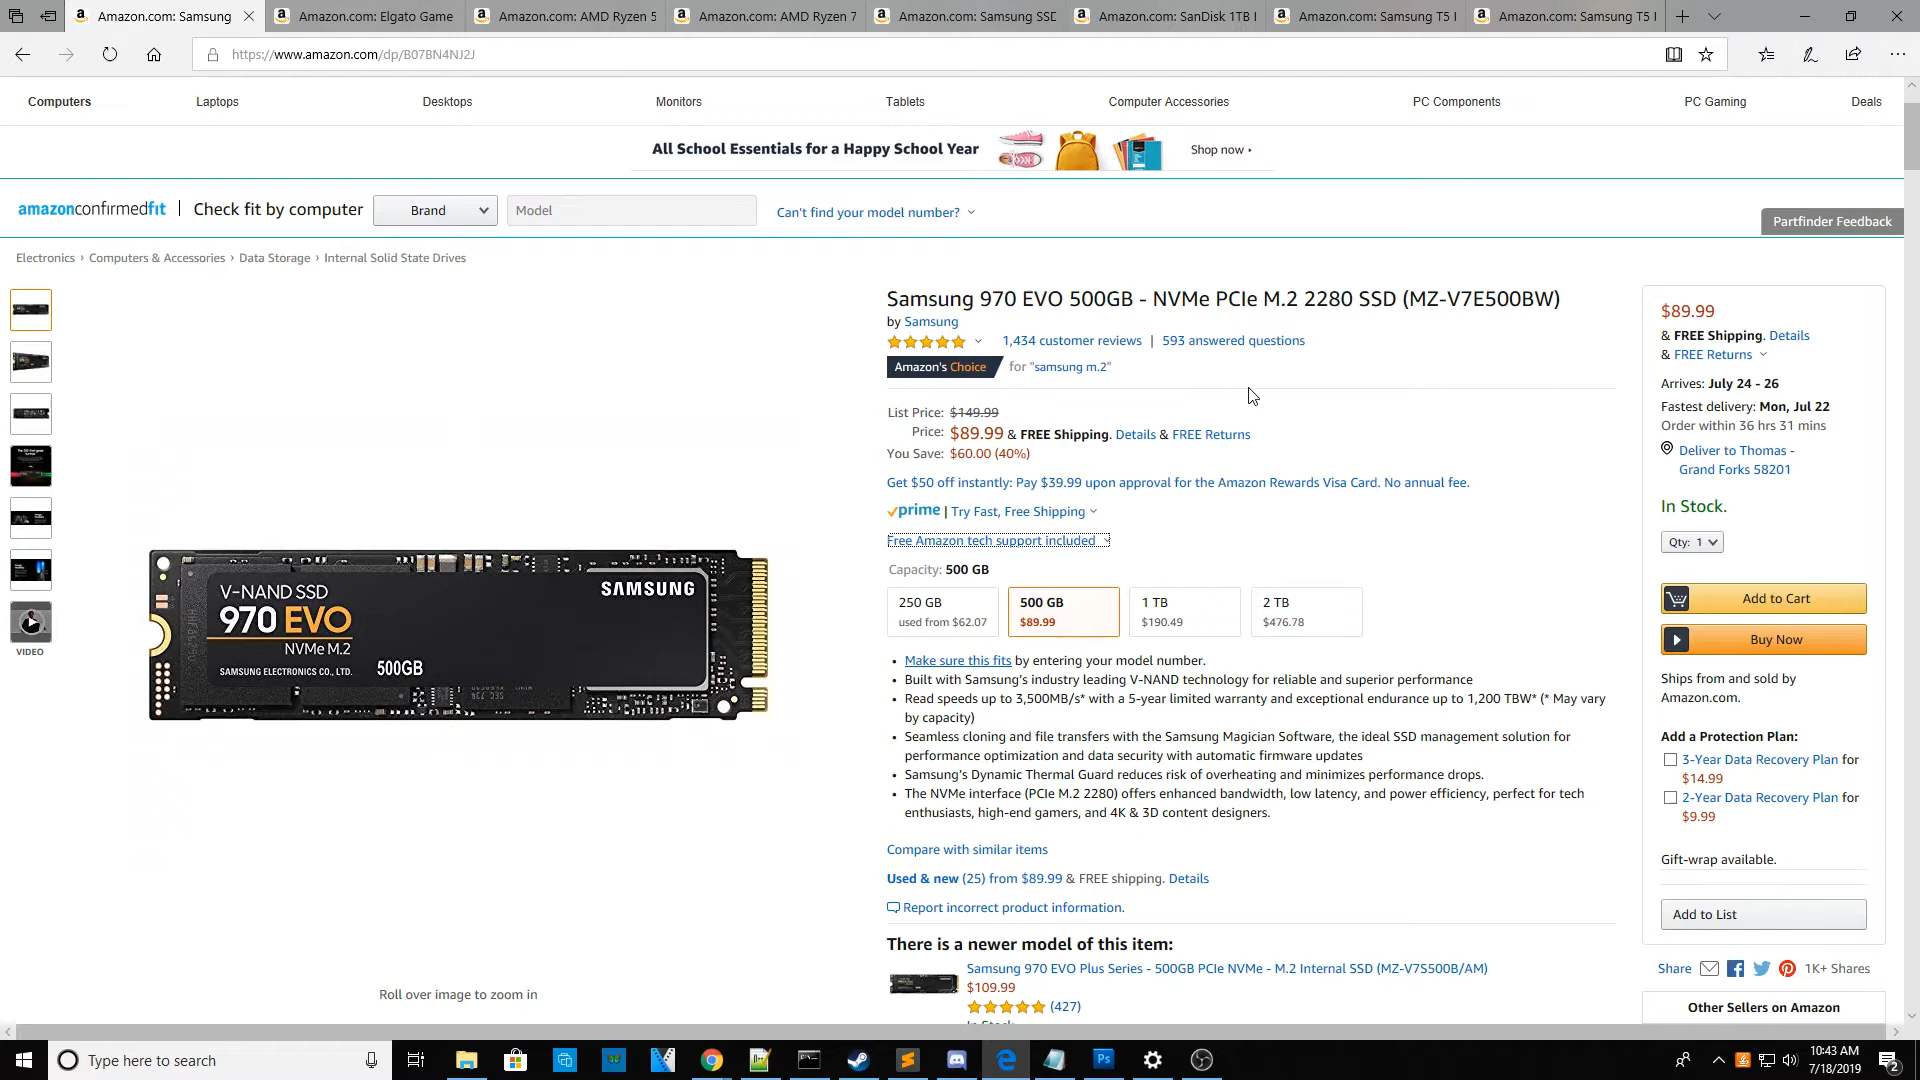 Amazon.com: Samsung
Amazon.com: Elgato Game
Amazon.com: AMD Ryzen 5
Amazon.com: AMD Ryzen 7
Amazon.com: Samsung SSD
Amazon.com: SanDisk 1TB
Amazon.com: Samsung T5
Amazon.com: Samsung T5
https://www.amazon.com/dp/B07BN4NJ2J
Computers Laptops Desktops Monitors Tablets Computer Accessories PC Components PC Gaming Deals
All School Essentials for a Happy School Year Shop now
amazonconfirmedfit | Check fit by computer Brand Model Can't find your model number?
Partfinder Feedback
Electronics › Computers & Accessories › Data Storage › Internal Solid State Drives
V-NAND SSD
970 EVO
NVMe M.2
SAMSUNG ELECTRONICS CO., LTD.
500GB
SAMSUNG
VIDEO
Roll over image to zoom in
Samsung 970 EVO 500GB - NVMe PCIe M.2 2280 SSD (MZ-V7E500BW)
by Samsung
1,434 customer reviews | 593 answered questions
Amazon's Choice for "samsung m.2"
List Price: $149.99
Price: $89.99 & FREE Shipping. Details & FREE Returns
You Save: $60.00 (40%)
Get $50 off instantly: Pay $39.99 upon approval for the Amazon Rewards Visa Card. No annual fee.
prime | Try Fast, Free Shipping
Free Amazon tech support included
Capacity: 500 GB
250 GB
used from $62.07
500 GB
$89.99
1 TB
$190.49
2 TB
$476.78
• Make sure this fits by entering your model number.
• Built with Samsung's industry leading V-NAND technology for reliable and superior performance
• Read speeds up to 3,500MB/s* with a 5-year limited warranty and exceptional endurance up to 1,200 TBW* (* May vary
by capacity)
• Seamless cloning and file transfers with the Samsung Magician Software, the ideal SSD management solution for
performance optimization and data security with automatic firmware updates
• Samsung's Dynamic Thermal Guard reduces risk of overheating and minimizes performance drops.
• The NVMe interface (PCIe M.2 2280) offers enhanced bandwidth, low latency, and power efficiency, perfect for tech
enthusiasts, high-end gamers, and 4K & 3D content designers.
Compare with similar items
Used & new (25) from $89.99 & FREE shipping. Details
Report incorrect product information.
There is a newer model of this item:
Samsung 970 EVO Plus Series - 500GB PCIe NVMe - M.2 Internal SSD (MZ-V7S500B/AM)
$109.99
(427)
In Stock
$89.99
& FREE Shipping. Details
& FREE Returns
Arrives: July 24 - 26
Fastest delivery: Mon, Jul 22
Order within 36 hrs 31 mins
Deliver to Thomas -
Grand Forks 58201
In Stock.
Qty: 1
Add to Cart
Buy Now
Ships from and sold by
Amazon.com.
Add a Protection Plan:
3-Year Data Recovery Plan for
$14.99
2-Year Data Recovery Plan for
$9.99
Gift-wrap available.
Add to List
Share 1K+ Shares
Other Sellers on Amazon
Type here to search
Ps
10:43 AM
7/18/2019
2